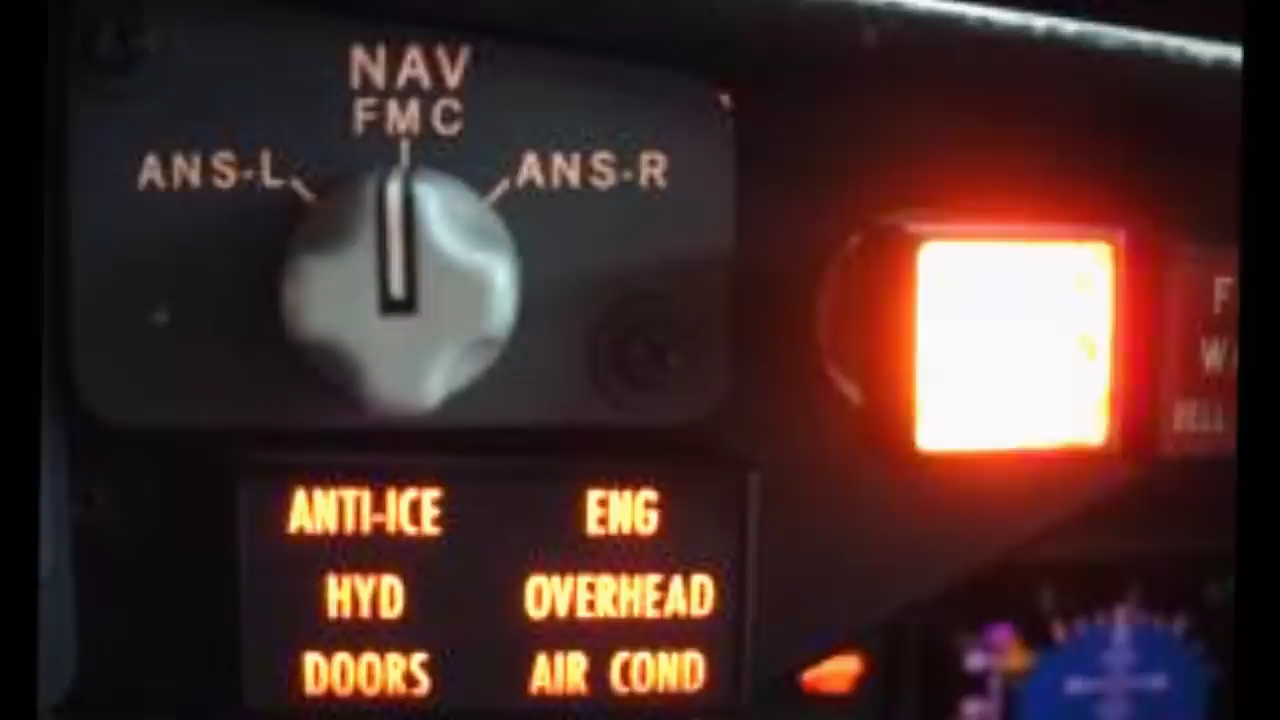 NAV
FMC
ANS-L ANS-R
ANTI-ICE ENG
HYD OVERHEAD
DOORS AIR COND